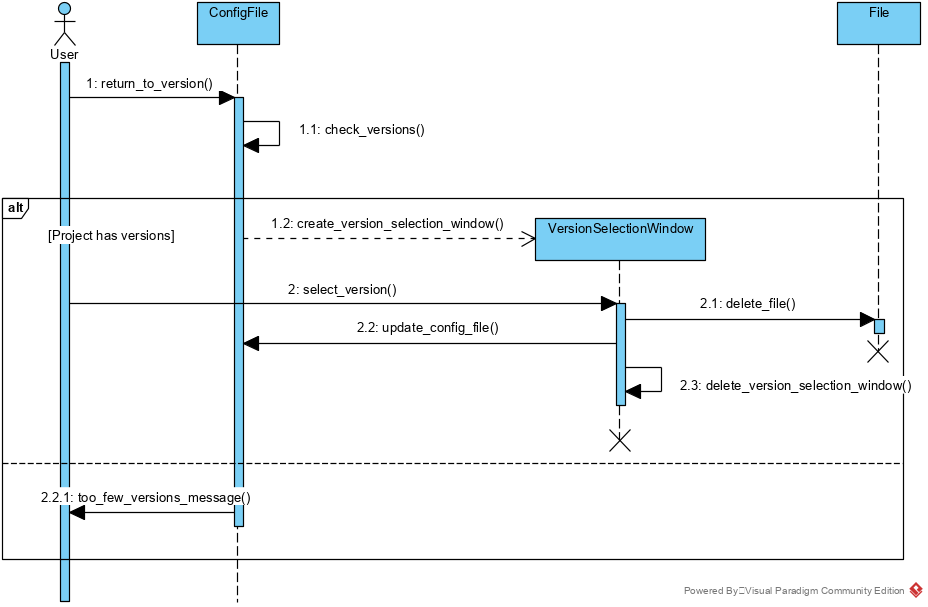 ConfigFile
File
User
1: return_to_version()
1.1: check_versions()
alt
[Project has versions]
1.2: create_version_selection_window()
VersionSelectionWindow
2: select_version()
2.1: delete_file()
2.2: update_config_file()
2.3: delete_version_selection_window()
2.2.1: too_few_versions_message()
Powered By Visual Paradigm Community Edition